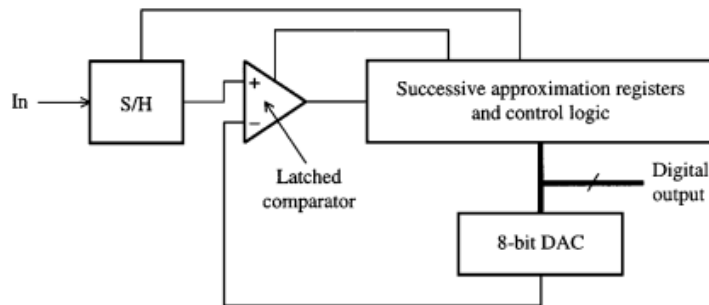 In
S/H
+
−
Latched
comparator
Successive approximation registers
and control logic
Digital
output
8-bit DAC